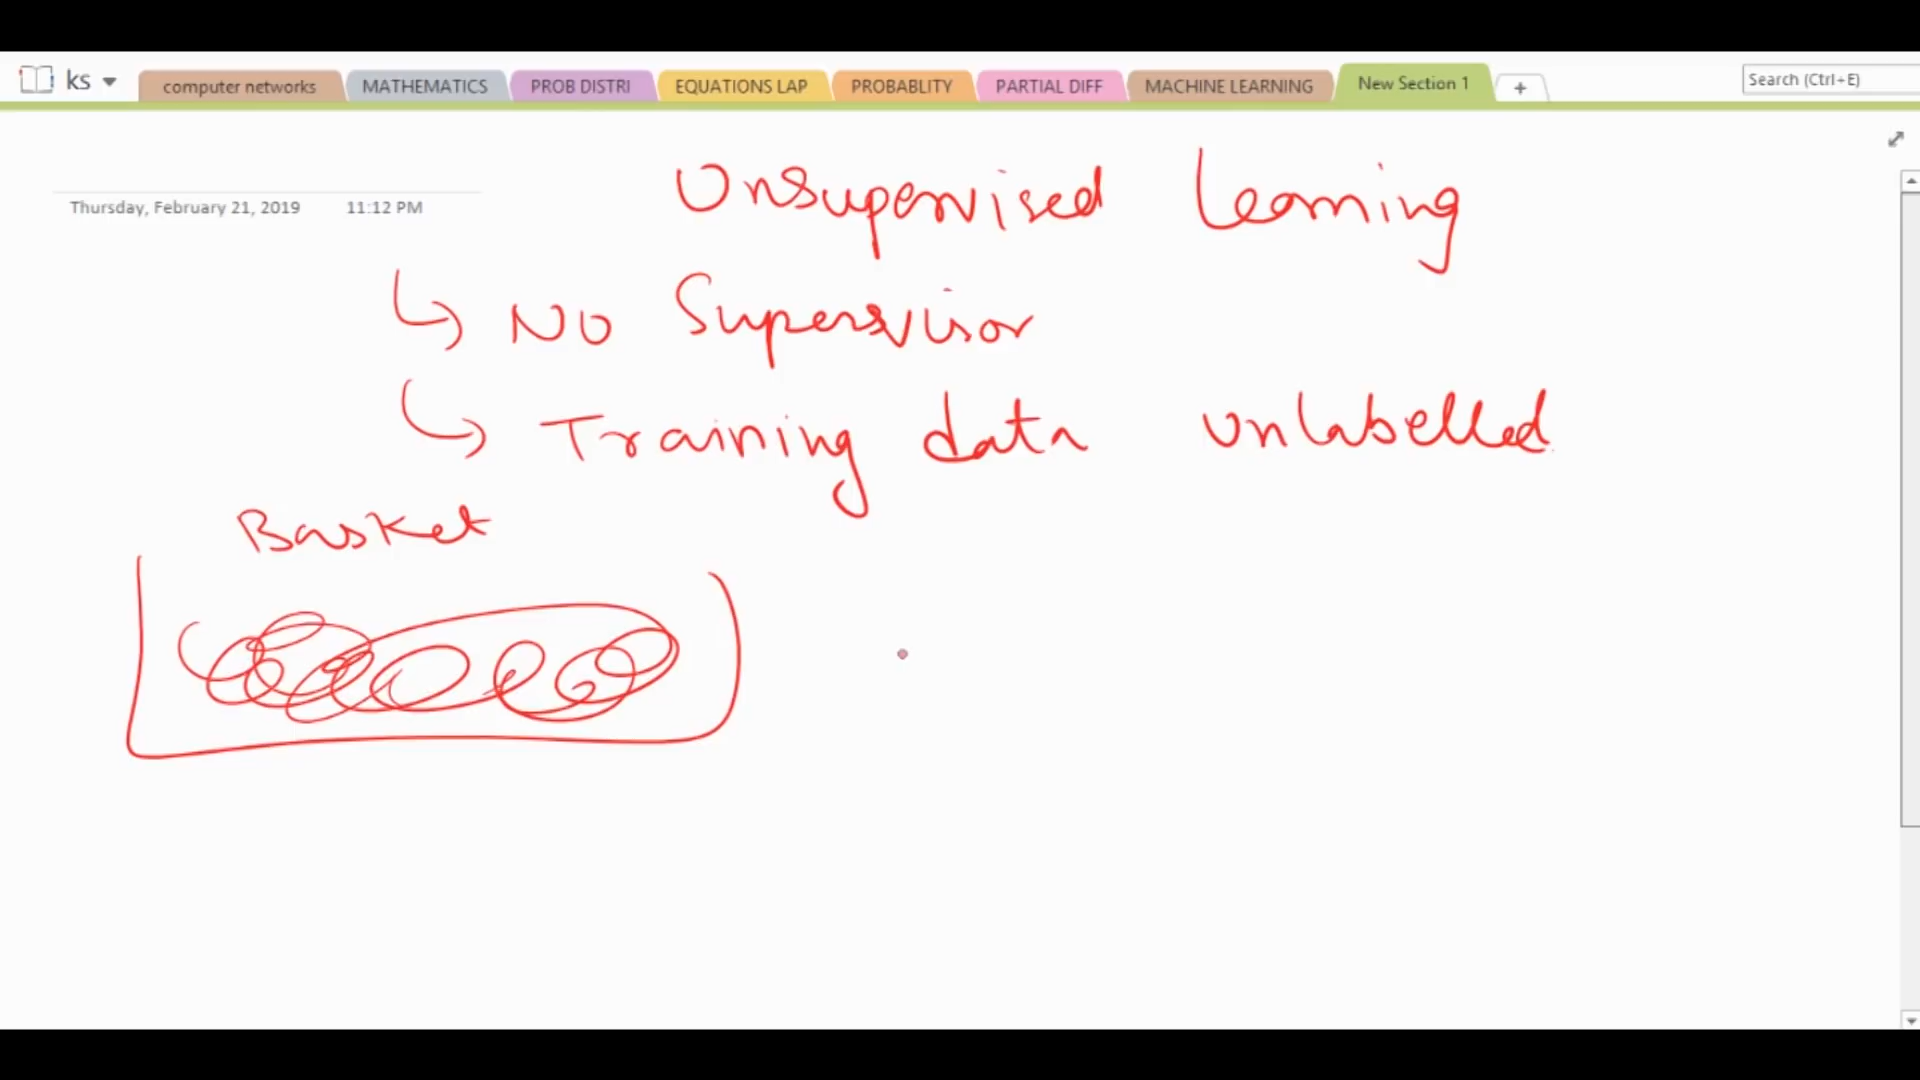 ks computer networks MATHEMATICS PROB DISTRI EQUATIONS LAP PROBABLITY PARTIAL DIFF MACHINE LEARNING New Section 1 + Search (Ctrl+E)
Unsupervised Learning
Thursday, February 21, 2019 11:12 PM
No Supervisor
Training data unlabelled
Basket